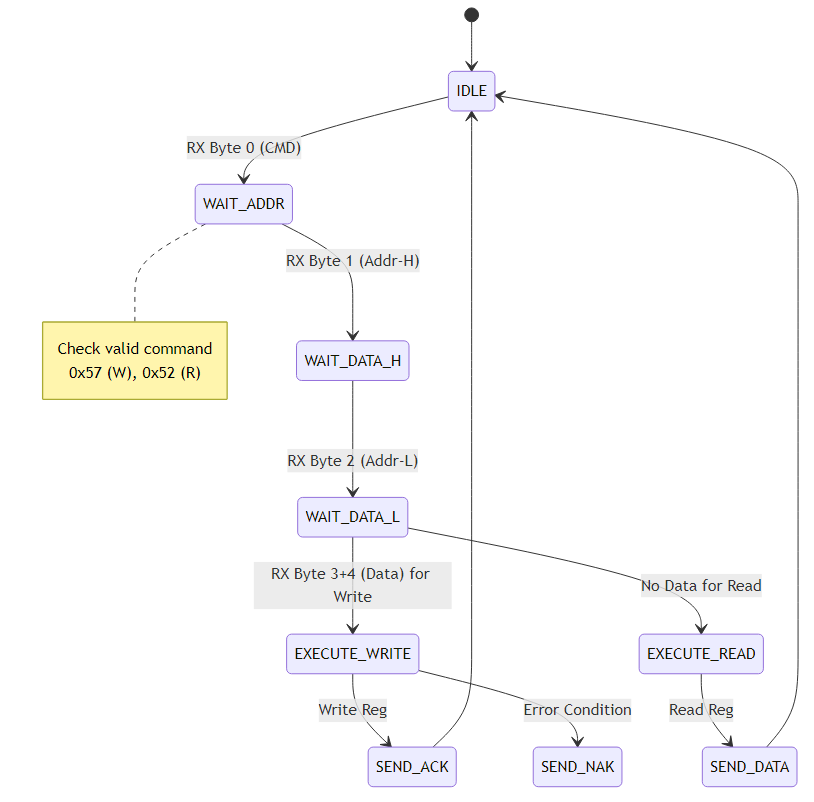 IDLE
RX Byte 0 (CMD)
WAIT_ADDR
RX Byte 1 (Addr-H)
Check valid command
0x57 (W), 0x52 (R)
WAIT_DATA_H
RX Byte 2 (Addr-L)
WAIT_DATA_L
RX Byte 3+4 (Data) for
Write
No Data for Read
EXECUTE_WRITE
EXECUTE_READ
Write Reg
Error Condition
Read Reg
SEND_ACK
SEND_NAK
SEND_DATA